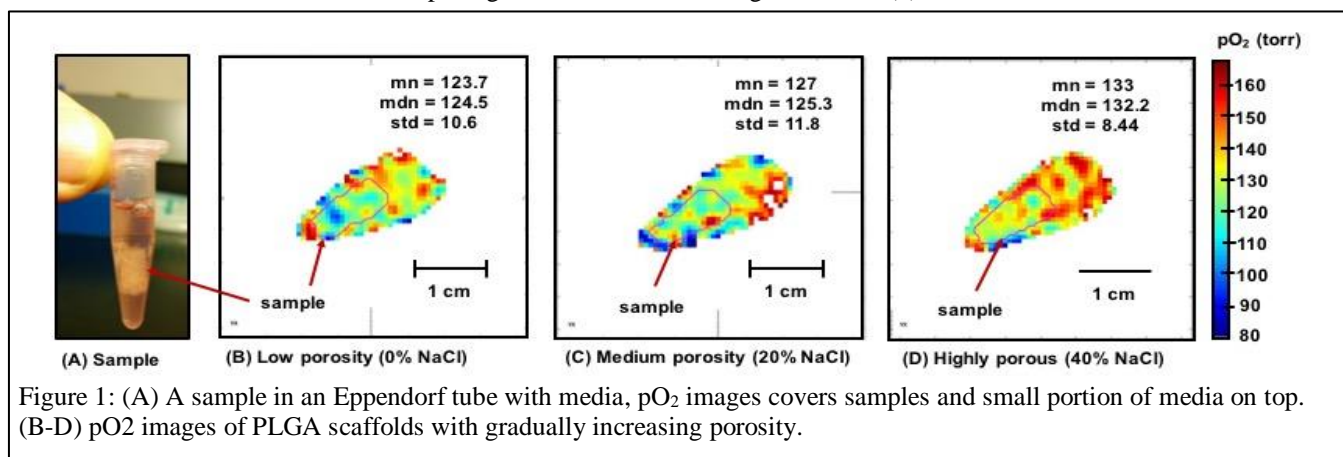 pO₂ (torr)
mn = 123.7
mdn = 124.5
std = 10.6
1 cm
sample
mn = 127
mdn = 125.3
std = 11.8
1 cm
sample
mn = 133
mdn = 132.2
std = 8.44
1 cm
sample
160
150
140
130
120
110
100
90
80
(A) Sample
(B) Low porosity (0% NaCl)
(C) Medium porosity (20% NaCl)
(D) Highly porous (40% NaCl)
Figure 1: (A) A sample in an Eppendorf tube with media, pO₂ images covers samples and small portion of media on top.
(B-D) pO2 images of PLGA scaffolds with gradually increasing porosity.